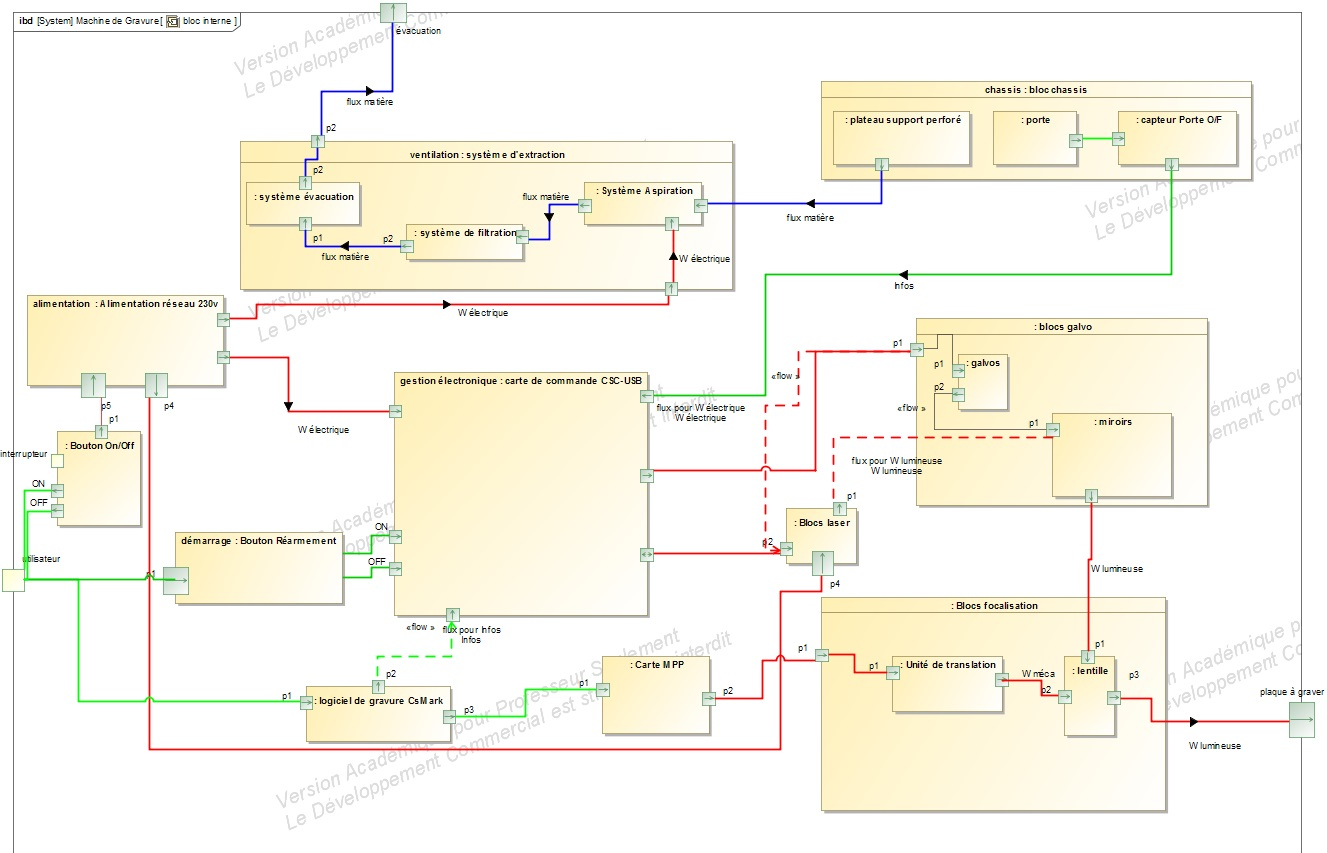 ibd [System] Machine de Gravure[ bloc interne ]
évacuation
flux matière
p2
ventilation : système d'extraction
p2
: système évacuation
p1
flux matière
p2
: système de filtration
flux matière
: Système Aspiration
W électrique
chassis : bloc chassis
: plateau support perforé
: porte
: capteur Porte O/F
flux matière
Infos
alimentation : Alimentation réseau 230v
W électrique
W électrique
p5
p4
p1
: Bouton On/Off
interrupteur
ON
OFF
utilisateur
démarrage : Bouton Réarmement
p1
ON
OFF
gestion électronique : carte de commande CSC-USB
flux pour W électrique
W électrique
«flow »
: blocs galvo
p1
: galvos
p1
p2
«flow »
p1
: miroirs
flux pour W lumineuse
W lumineuse
p1
: Blocs laser
p2
p4
W lumineuse
«flow »
flux pour Infos
Infos
p2
p1
: logiciel de gravure CsMark
p3
p1
: Carte MPP
p2
: Blocs focalisation
p1
p1
: Unité de translation
W méca
p2
p1
: lentille
p3
plaque à graver
W lumineuse
Version Académique pour Professeur Seulement
Le Développement Commercial est strictement interdit